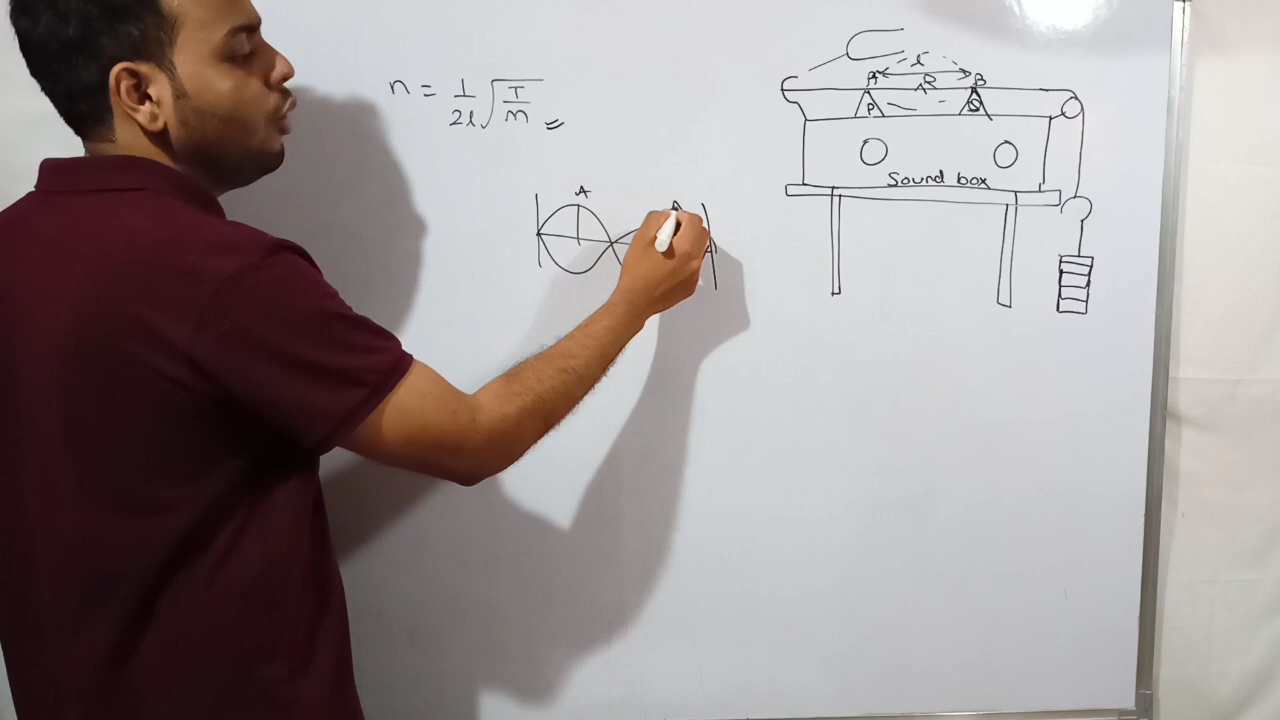 n = 1/2l √T/m
A
A
l
A R B
P S
Sound box